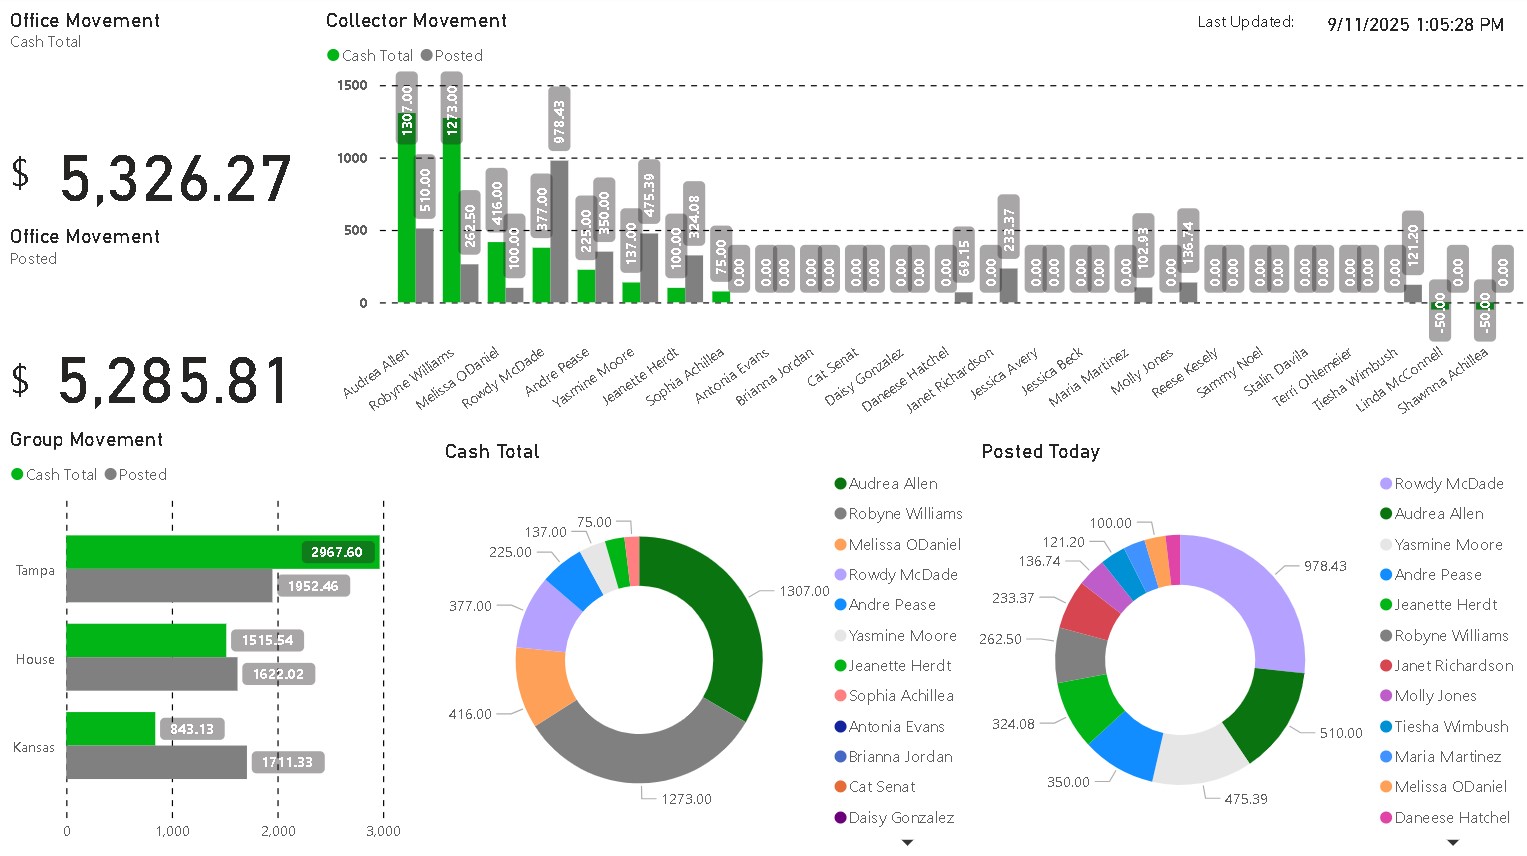 Office Movement
Cash Total
$ 5,326.27
Office Movement
Posted
$ 5,285.81
Collector Movement
Last Updated: 9/11/2025 1:05:28 PM
Cash Total Posted
1500
1000
500
0
1307.00
510.00
1273.00
262.50
416.00
100.00
377.00
978.43
225.00
350.00
137.00
475.39
100.00
324.08
75.00
0.00
0.00
0.00
0.00
0.00
0.00
0.00
0.00
0.00
0.00
69.15
0.00
233.37
0.00
0.00
0.00
0.00
0.00
102.93
0.00
136.74
0.00
0.00
0.00
0.00
0.00
0.00
0.00
0.00
0.00
121.20
-50.00
0.00
-50.00
0.00
Audrea Allen
Robyne Williams
Melissa ODaniel
Rowdy McDade
Andre Pease
Yasmine Moore
Jeanette Herdt
Sophia Achillea
Antonia Evans
Brianna Jordan
Cat Senat
Daisy Gonzalez
Daneese Hatchel
Janet Richardson
Jessica Avery
Jessica Beck
Maria Martinez
Molly Jones
Reese Kesely
Sammy Noel
Stalin Davila
Terri Ohlemeier
Tiesha Wimbush
Linda McConnell
Shawnna Achillea
Group Movement
Cash Total Posted
Tampa
2967.60
1952.46
House
1515.54
1622.02
Kansas
843.13
1711.33
0 1,000 2,000 3,000
Cash Total
75.00
137.00
225.00
377.00
416.00
1273.00
1307.00
Audrea Allen
Robyne Williams
Melissa ODaniel
Rowdy McDade
Andre Pease
Yasmine Moore
Jeanette Herdt
Sophia Achillea
Antonia Evans
Brianna Jordan
Cat Senat
Daisy Gonzalez
Posted Today
100.00
121.20
136.74
233.37
262.50
324.08
350.00
475.39
510.00
978.43
Rowdy McDade
Audrea Allen
Yasmine Moore
Andre Pease
Jeanette Herdt
Robyne Williams
Janet Richardson
Molly Jones
Tiesha Wimbush
Maria Martinez
Melissa ODaniel
Daneese Hatchel